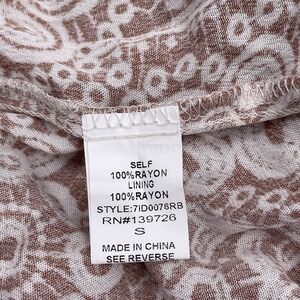 SELF
100%RAYON
LINING
100%RAYON
STYLE:7ID0076RB
RN#139726
S
MADE IN CHINA
SEE REVERSE